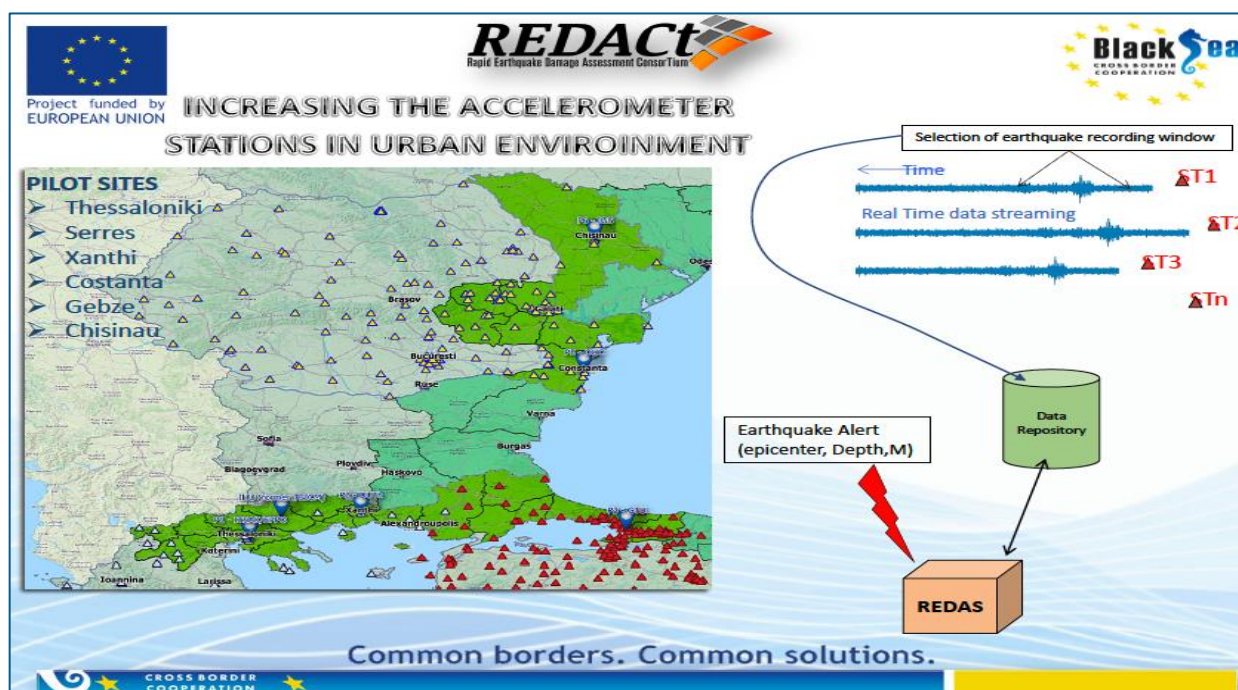 REDACt
Rapid Earthquake Damage Assessment ConsorTium
Black Sea
CROSS BORDER
COOPERATION
Project funded by
EUROPEAN UNION
INCREASING THE ACCELEROMETER
STATIONS IN URBAN ENVIROINMENT
PILOT SITES
Thessaloniki
Serres
Xanthi
Costanta
Gebze
Chisinau
Chisinau
Brasov
Galati
Bucuresti
Constanta
Ruse
Varna
Sofia
Burgas
Blagoevgrad
Plovdiv
Haskovo
Xanthi
Alexandroupolis
Thessaloniki
Katerini
Ioannina
Larissa
Selection of earthquake recording window
Time
ST1
Real Time data streaming
ST2
ST3
STn
Data
Repository
Earthquake Alert
(epicenter, Depth,M)
REDAS
Common borders. Common solutions.
CROSS BORDER
COOPERATION